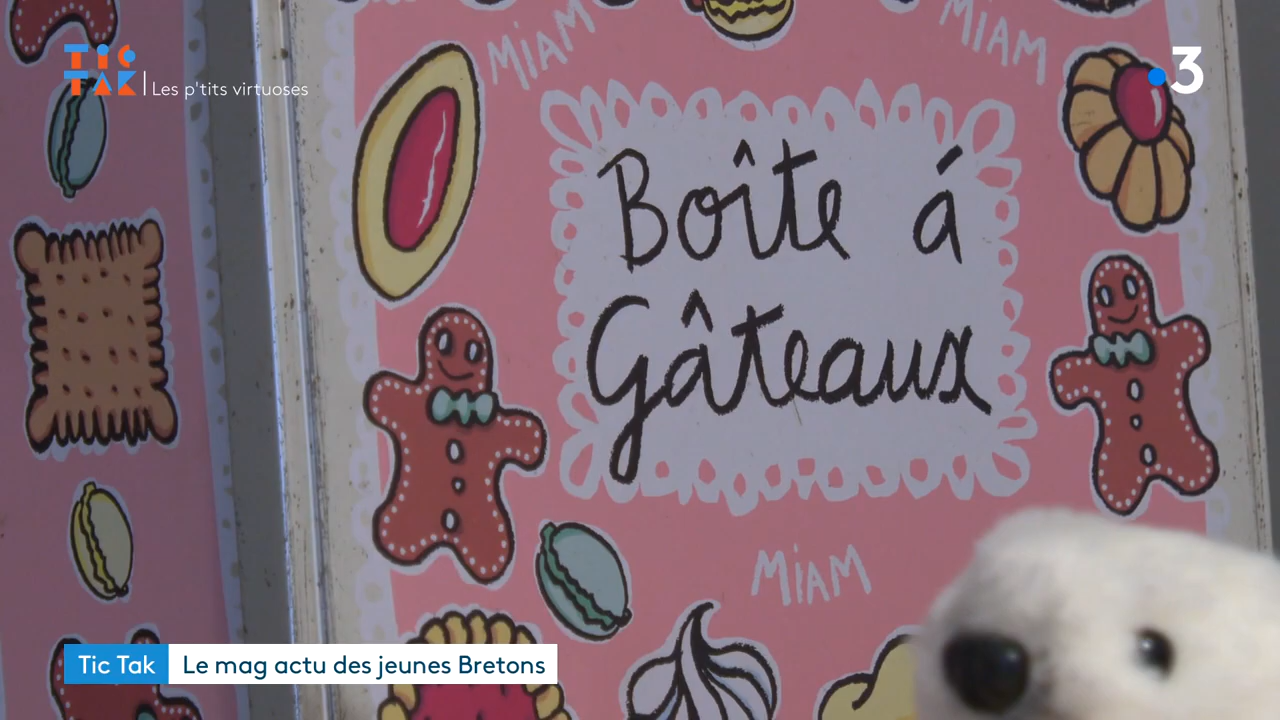 MIAM
MIAM
TIC
TAK
Les p'tits virtuoses
3
Boîte á
Gâteaux
MIAM
Tic Tak
Le mag actu des jeunes Bretons